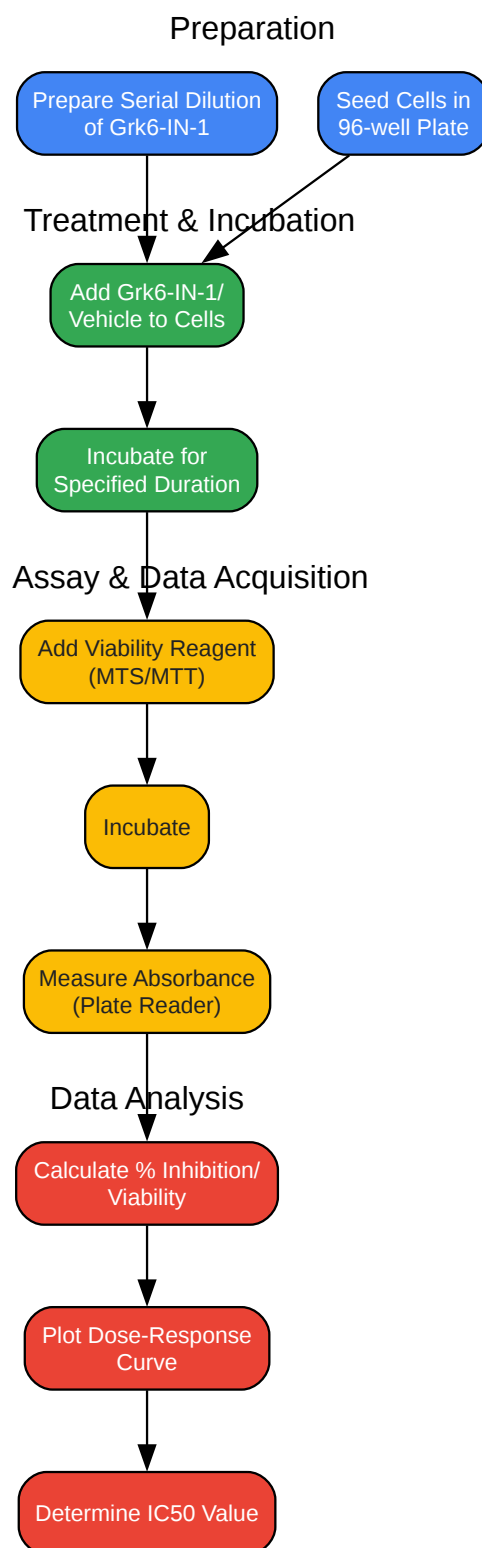 Preparation
Prepare Serial Dilution
of Grk6-IN-1
Seed Cells in
96-well Plate
Treatment & Incubation
Add Grk6-IN-1/
Vehicle to Cells
Incubate for
Specified Duration
Assay & Data Acquisition
Add Viability Reagent
(MTS/MTT)
Incubate
Measure Absorbance
(Plate Reader)
Data Analysis
Calculate % Inhibition/
Viability
Plot Dose-Response
Curve
Determine IC50 Value